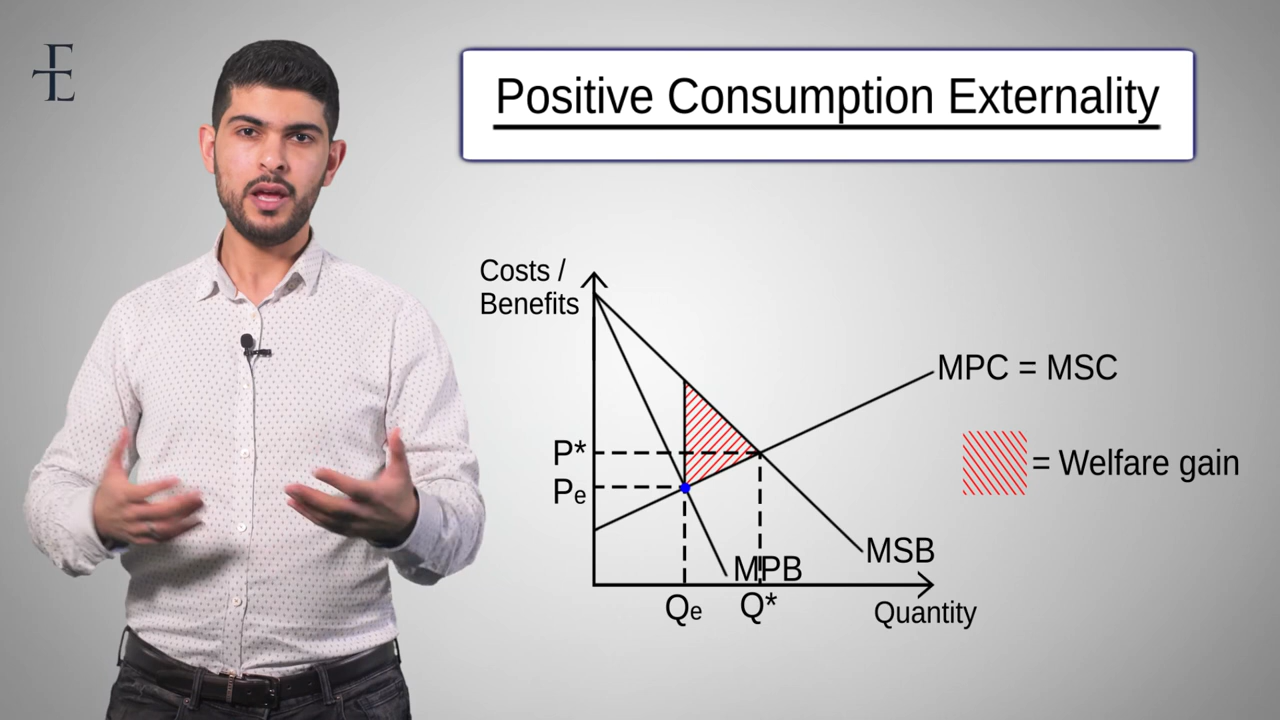 Positive Consumption Externality
Costs /
Benefits
MPC = MSC
P*
= Welfare gain
Pe
MSB
MPB
Qe
Q*
Quantity